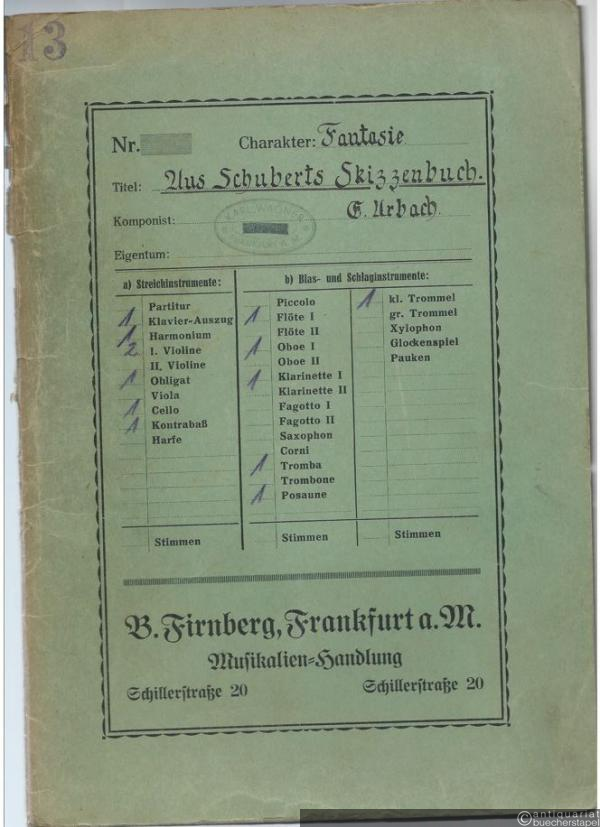 13
Nr. Charakter: Fantasie
Titel: Aus Schuberts Skizzenbuch.
Komponist: E. Urbach.
KARL WAGNER
FRANKFURT A. M.
Eigentum:
a) Streichinstrumente:
Partitur
1 Klavier-Auszug
1 Harmonium
2 I. Violine
II. Violine
1 Obligat
Viola
1 Cello
1 Kontrabaß
Harfe
Stimmen
b) Blas- und Schlaginstrumente:
Piccolo
1 Flöte I
Flöte II
1 Oboe I
Oboe II
1 Klarinette I
Klarinette II
Fagotto I
Fagotto II
Saxophon
Corni
1 Tromba
Trombone
1 Posaune
Stimmen
1 kl. Trommel
gr. Trommel
Xylophon
Glockenspiel
Pauken
Stimmen
B. Firnberg, Frankfurt a. M.
Musikalien-Handlung
Schillerstraße 20 Schillerstraße 20
©antiquariat
buecherstapel